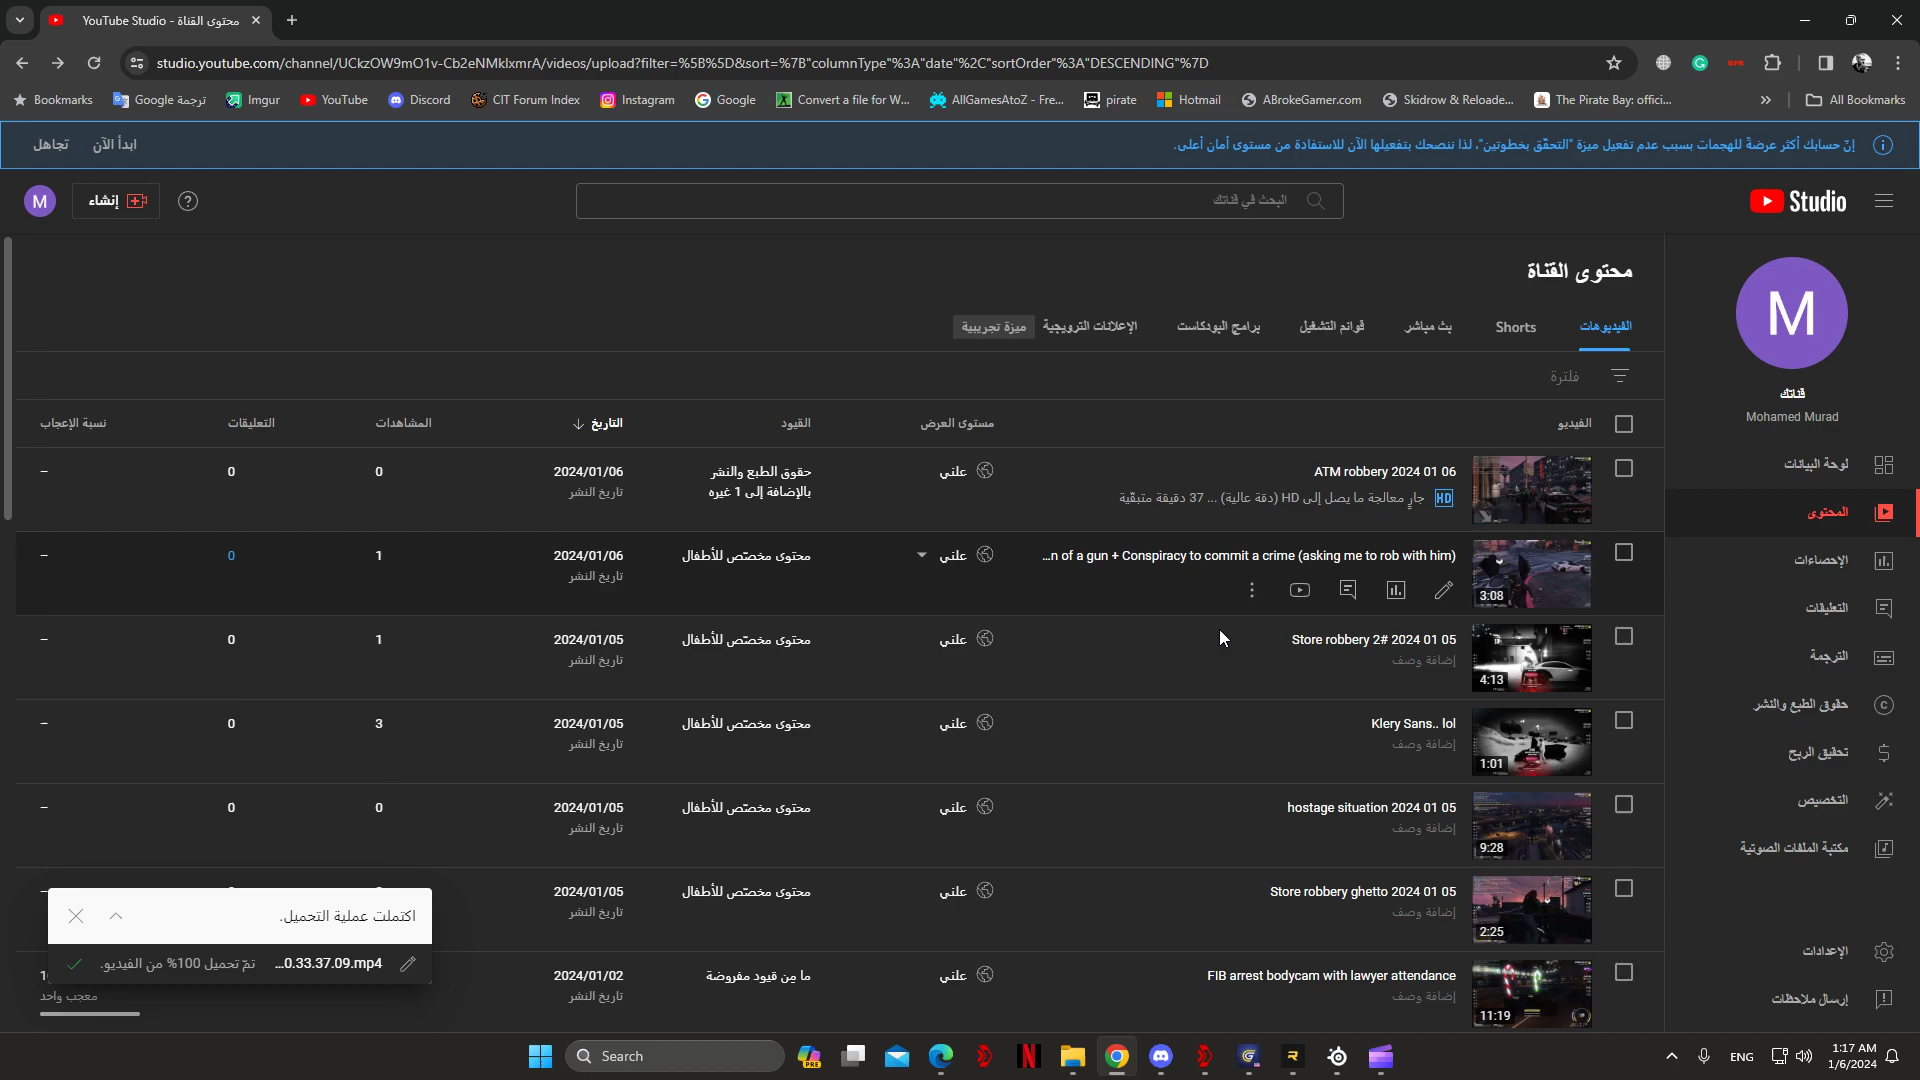 YouTube Studio - محتوى القناة
studio.youtube.com/channel/UCkzOW9mO1v-Cb2eNMklxmrA/videos/upload?filter=%5B%5D&sort=%7B"columnType"%3A"date"%2C"sortOrder"%3A"DESCENDING"%7D
Bookmarks
Google ترجمة
Imgur
YouTube
Discord
CIT Forum Index
Instagram
Google
Convert a file for W...
AllGamesAtoZ - Fre...
pirate
Hotmail
ABrokeGamer.com
Skidrow & Reloade...
The Pirate Bay: offici...
All Bookmarks
إنّ حسابك أكثر عرضةً للهجمات بسبب عدم تفعيل ميزة "التحقّق بخطوتين"، لذا ننصحك بتفعيلها الآن للاستفادة من مستوى أمان أعلى.
ابدأ الآن
تجاهل
Studio
البحث في قناتك
إنشاء
M
محتوى القناة
الفيديوهات
Shorts
بث مباشر
قوائم التشغيل
برامج البودكاست
الإعلانات الترويجية
ميزة تجريبية
فلترة
الفيديو
مستوى العرض
القيود
التاريخ
المشاهدات
التعليقات
نسبة الإعجاب
ATM robbery 2024 01 06
HD جارٍ معالجة ما يصل إلى HD (دقة عالية) ... 37 دقيقة متبقّية
علني
حقوق الطبع والنشر
بالإضافة إلى 1 غيره
2024/01/06
تاريخ النشر
0
0
–
3:08
...n of a gun + Conspiracy to commit a crime (asking me to rob with him)
علني
محتوى مخصّص للأطفال
2024/01/06
تاريخ النشر
1
0
–
4:13
Store robbery 2# 2024 01 05
إضافة وصف
علني
محتوى مخصّص للأطفال
2024/01/05
تاريخ النشر
1
0
–
1:01
Klery Sans.. lol
إضافة وصف
علني
محتوى مخصّص للأطفال
2024/01/05
تاريخ النشر
3
0
–
9:28
hostage situation 2024 01 05
إضافة وصف
علني
محتوى مخصّص للأطفال
2024/01/05
تاريخ النشر
0
0
–
2:25
Store robbery ghetto 2024 01 05
إضافة وصف
علني
محتوى مخصّص للأطفال
2024/01/05
تاريخ النشر
11:19
FIB arrest bodycam with lawyer attendance
إضافة وصف
علني
ما مِن قيود مفروضة
2024/01/02
تاريخ النشر
معجب واحد
اكتملت عملية التحميل.
...0.33.37.09.mp4
تمّ تحميل 100% من الفيديو.
M
قناتك
Mohamed Murad
لوحة البيانات
المحتوى
الإحصاءات
التعليقات
الترجمة
حقوق الطبع والنشر
تحقيق الربح
التخصيص
مكتبة الملفات الصوتية
الإعدادات
إرسال ملاحظات
Search
PRE
ENG
1:17 AM
1/6/2024